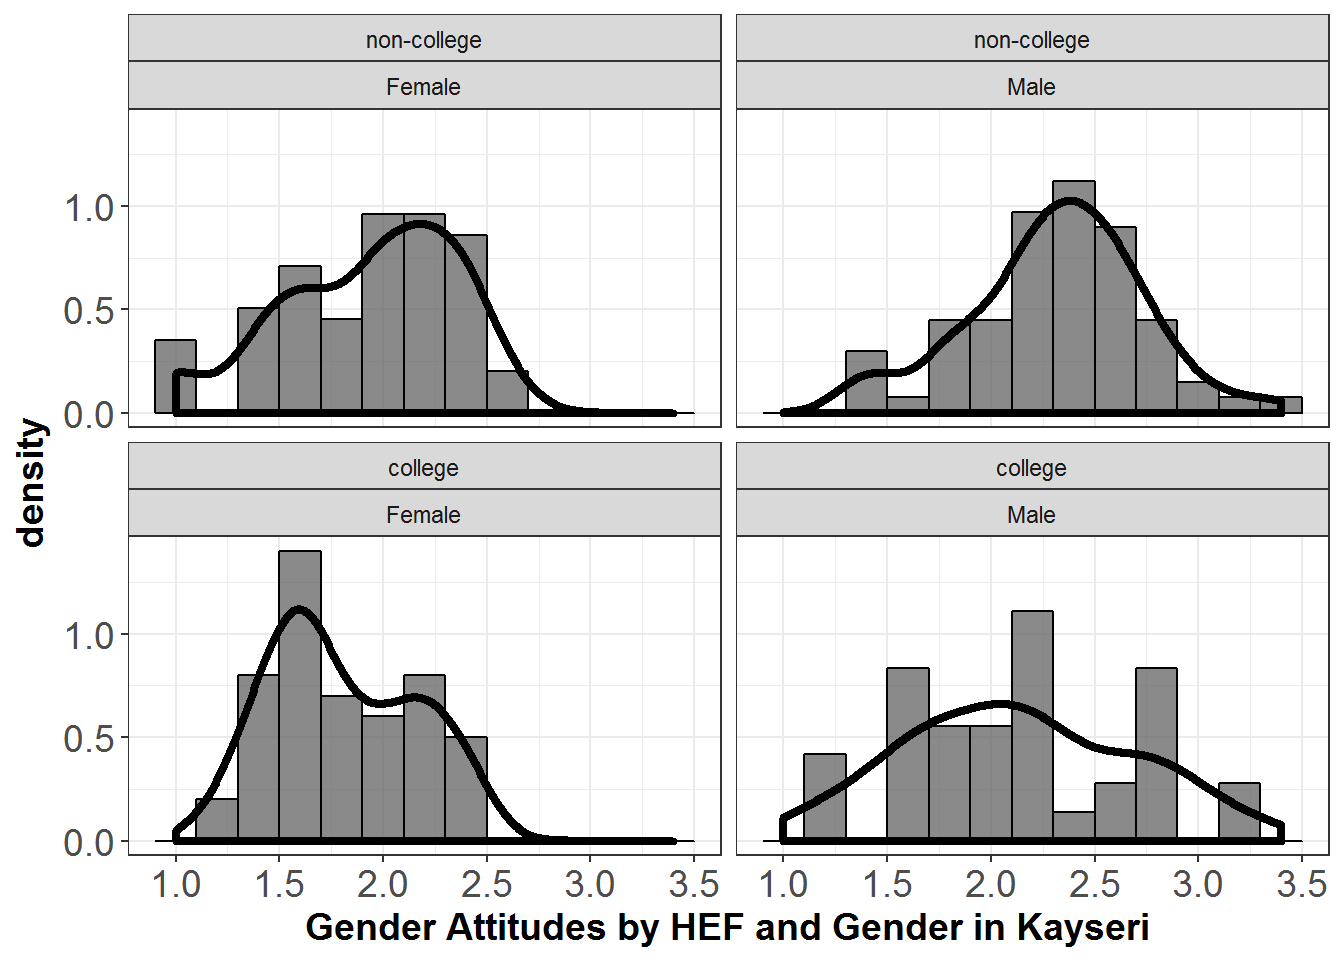 non-college
non-college
Female
Male
1.0
0.5
0.0
college
college
Female
Male
1.0
0.5
0.0
density
1.0 1.5 2.0 2.5 3.0 3.5
1.0 1.5 2.0 2.5 3.0 3.5
Gender Attitudes by HEF and Gender in Kayseri